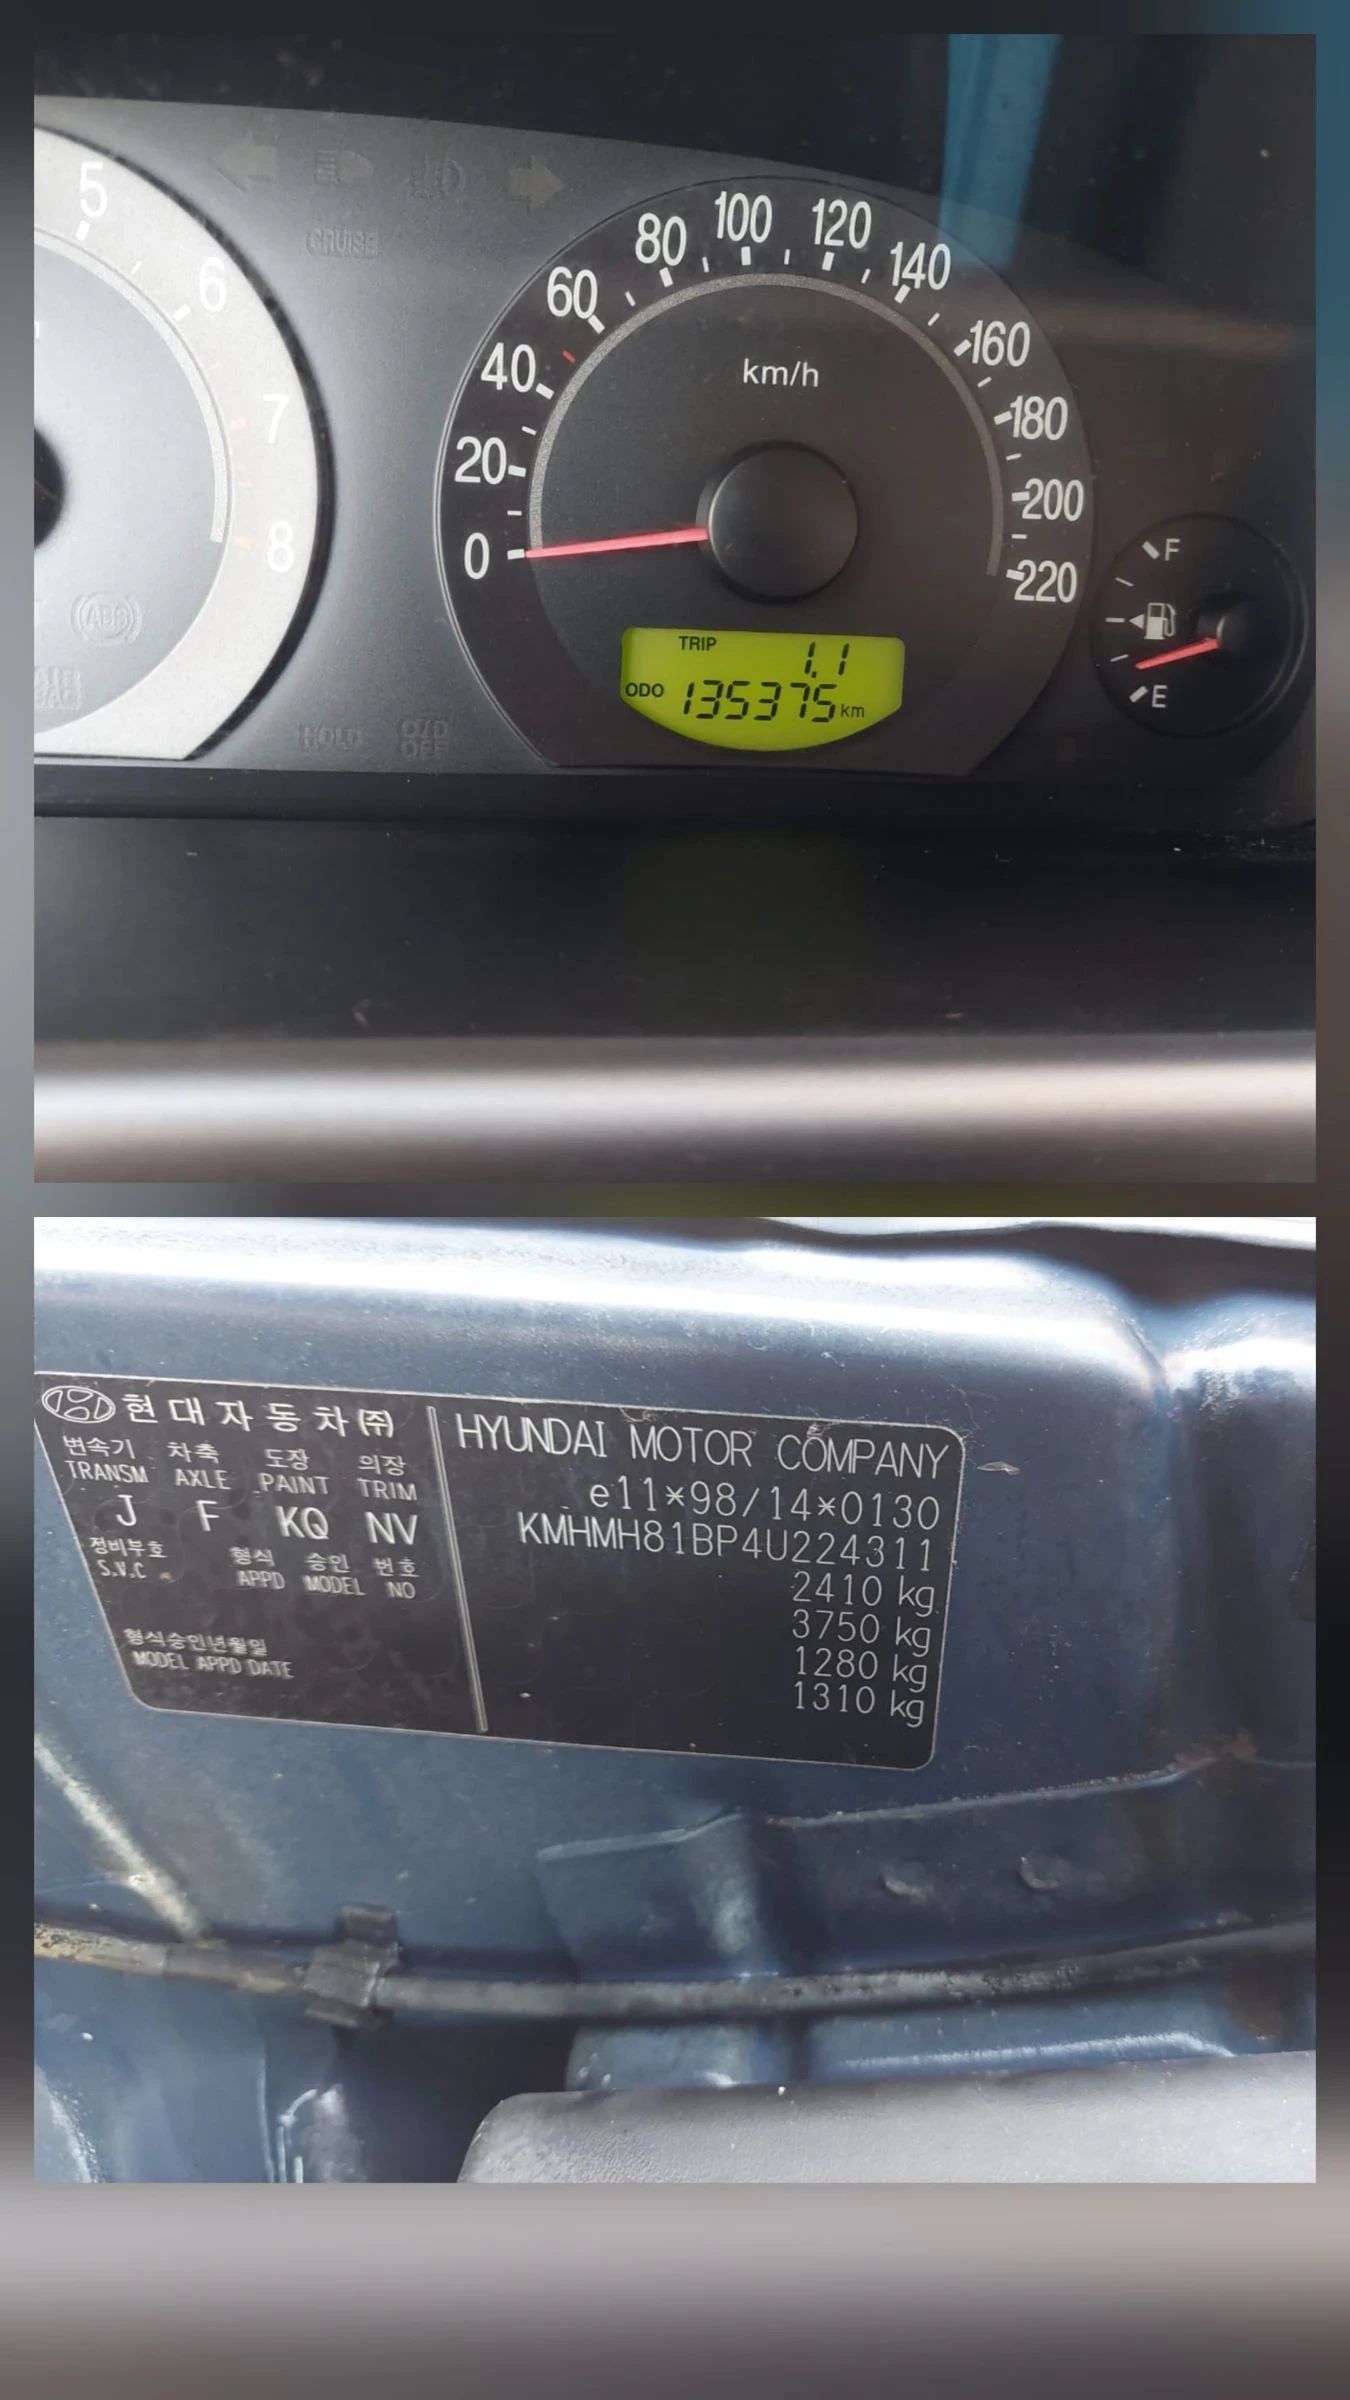 5
6
7
8
CRUISE
ABS
AIR
BAG
HOLD
O/D
OFF
0
20
40
60
80
100
120
140
160
180
200
220
km/h
TRIP 1.1
ODO 135375 km
F
E
현대자동차㈜
변속기 차축 도장 의장
TRANSM AXLE PAINT TRIM
J F KQ NV
정비부호 형식 승인 번호
S.V.C APPD MODEL NO
형식승인년월일
MODEL APPD DATE
HYUNDAI MOTOR COMPANY
e11*98/14*0130
KMHMH81BP4U224311
2410 kg
3750 kg
1280 kg
1310 kg